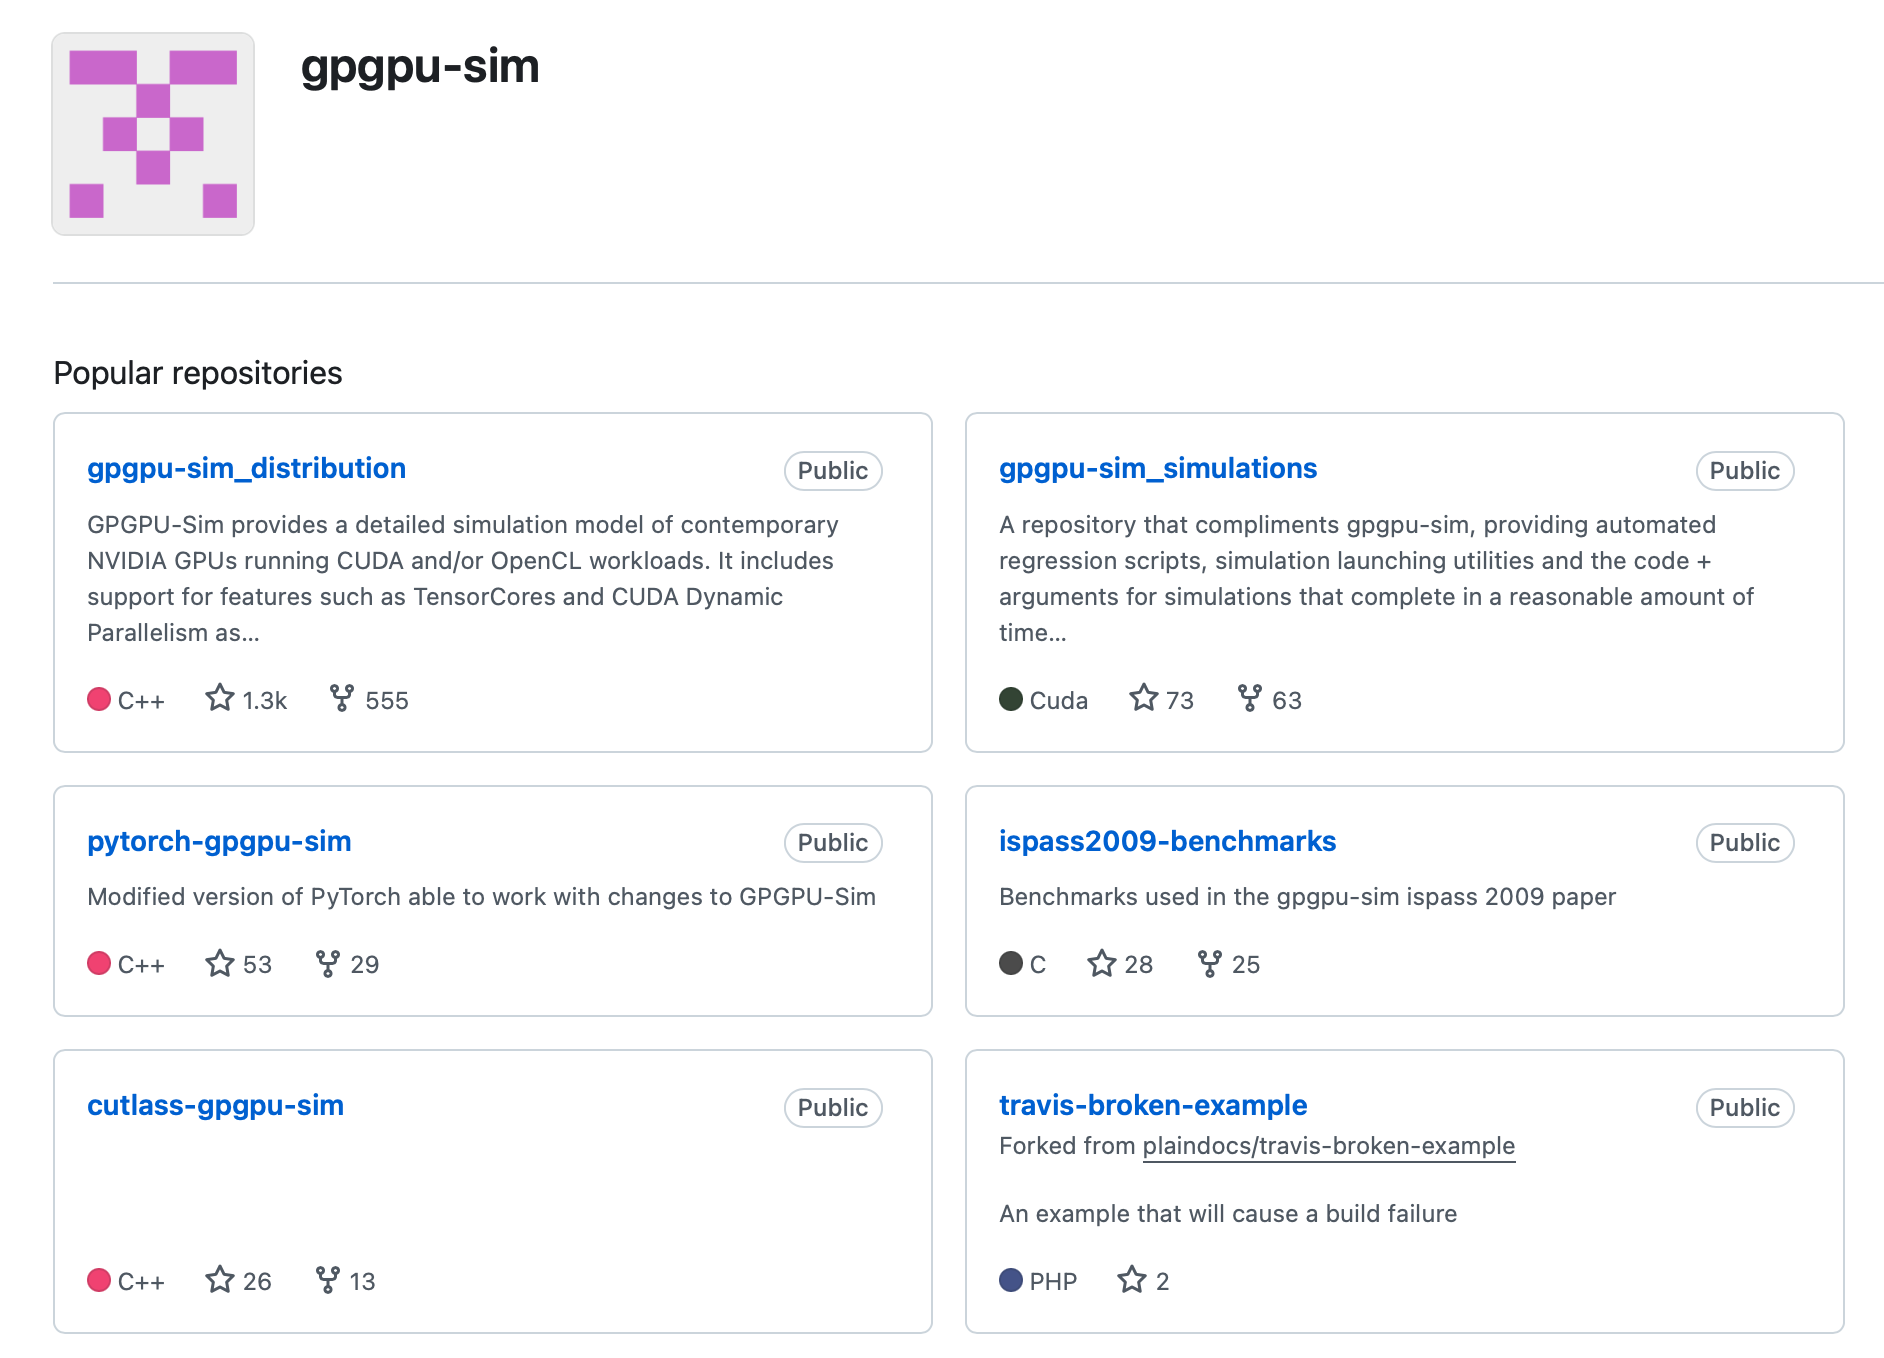 gpgpu-sim
Popular repositories
gpgpu-sim_distribution
Public
GPGPU-Sim provides a detailed simulation model of contemporary
NVIDIA GPUs running CUDA and/or OpenCL workloads. It includes
support for features such as TensorCores and CUDA Dynamic
Parallelism as...
C++ 1.3k 555
gpgpu-sim_simulations
Public
A repository that compliments gpgpu-sim, providing automated
regression scripts, simulation launching utilities and the code +
arguments for simulations that complete in a reasonable amount of
time...
Cuda 73 63
pytorch-gpgpu-sim
Public
Modified version of PyTorch able to work with changes to GPGPU-Sim
C++ 53 29
ispass2009-benchmarks
Public
Benchmarks used in the gpgpu-sim ispass 2009 paper
C 28 25
cutlass-gpgpu-sim
Public
C++ 26 13
travis-broken-example
Public
Forked from plaindocs/travis-broken-example
An example that will cause a build failure
PHP 2